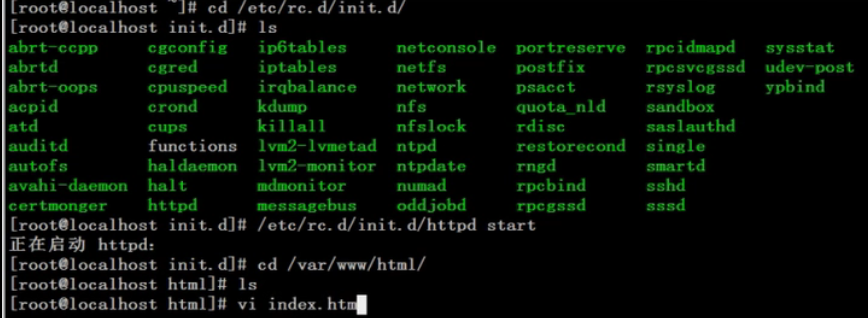 [root@localhost ~]# cd /etc/rc.d/init.d/
[root@localhost init.d]# ls
abrt-ccpp cgconfig ip6tables netconsole portreserve rpcidmapd sysstat
abrtd cgred iptables netfs postfix rpcsvcgssd udev-post
abrt-oops cpuspeed irqbalance network psacct rsyslog ypbind
acpid crond kdump nfs quota_nld sandbox
atd cups killall nfslock rdisc saslauthd
auditd functions lvm2-lvmetad ntpd restorecond single
autofs haldaemon lvm2-monitor ntpdate rngd smartd
avahi-daemon halt mdmonitor numad rpcbind sshd
certmonger httpd messagebus oddjobd rpcgssd sssd
[root@localhost init.d]# /etc/rc.d/init.d/httpd start
正在启动 httpd:
[root@localhost init.d]# cd /var/www/html/
[root@localhost html]# ls
[root@localhost html]# vi index.htm